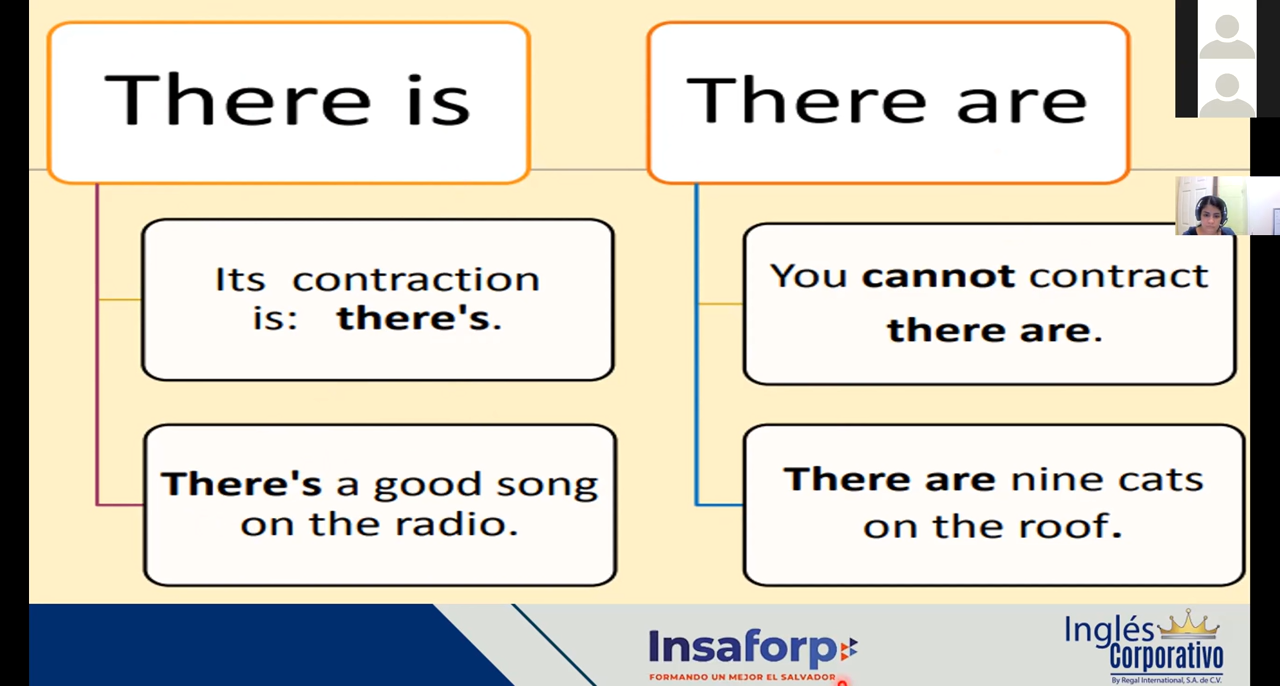 There is
Its contraction
is: there's.
There's a good song
on the radio.
There are
You cannot contract
there are.
There are nine cats
on the roof.
Insaforp
FORMANDO UN MEJOR EL SALVADOR
Inglés
Corporativo
By Regal International, S.A. de C.V.